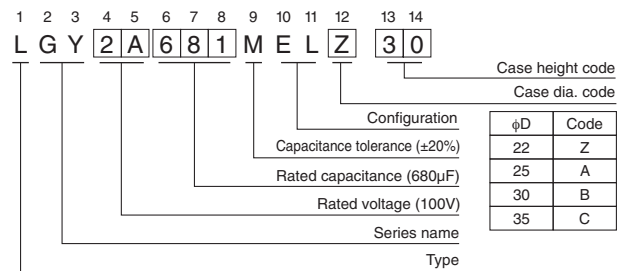 1 2 3 4 5 6 7 8 9 10 11 12 13 14
L G Y 2 A 6 8 1 M E L Z 3 0
Case height code
Case dia. code
Configuration
Capacitance tolerance (±20%)
Rated capacitance (680µF)
Rated voltage (100V)
Series name
Type
ϕD Code
22 Z
25 A
30 B
35 C